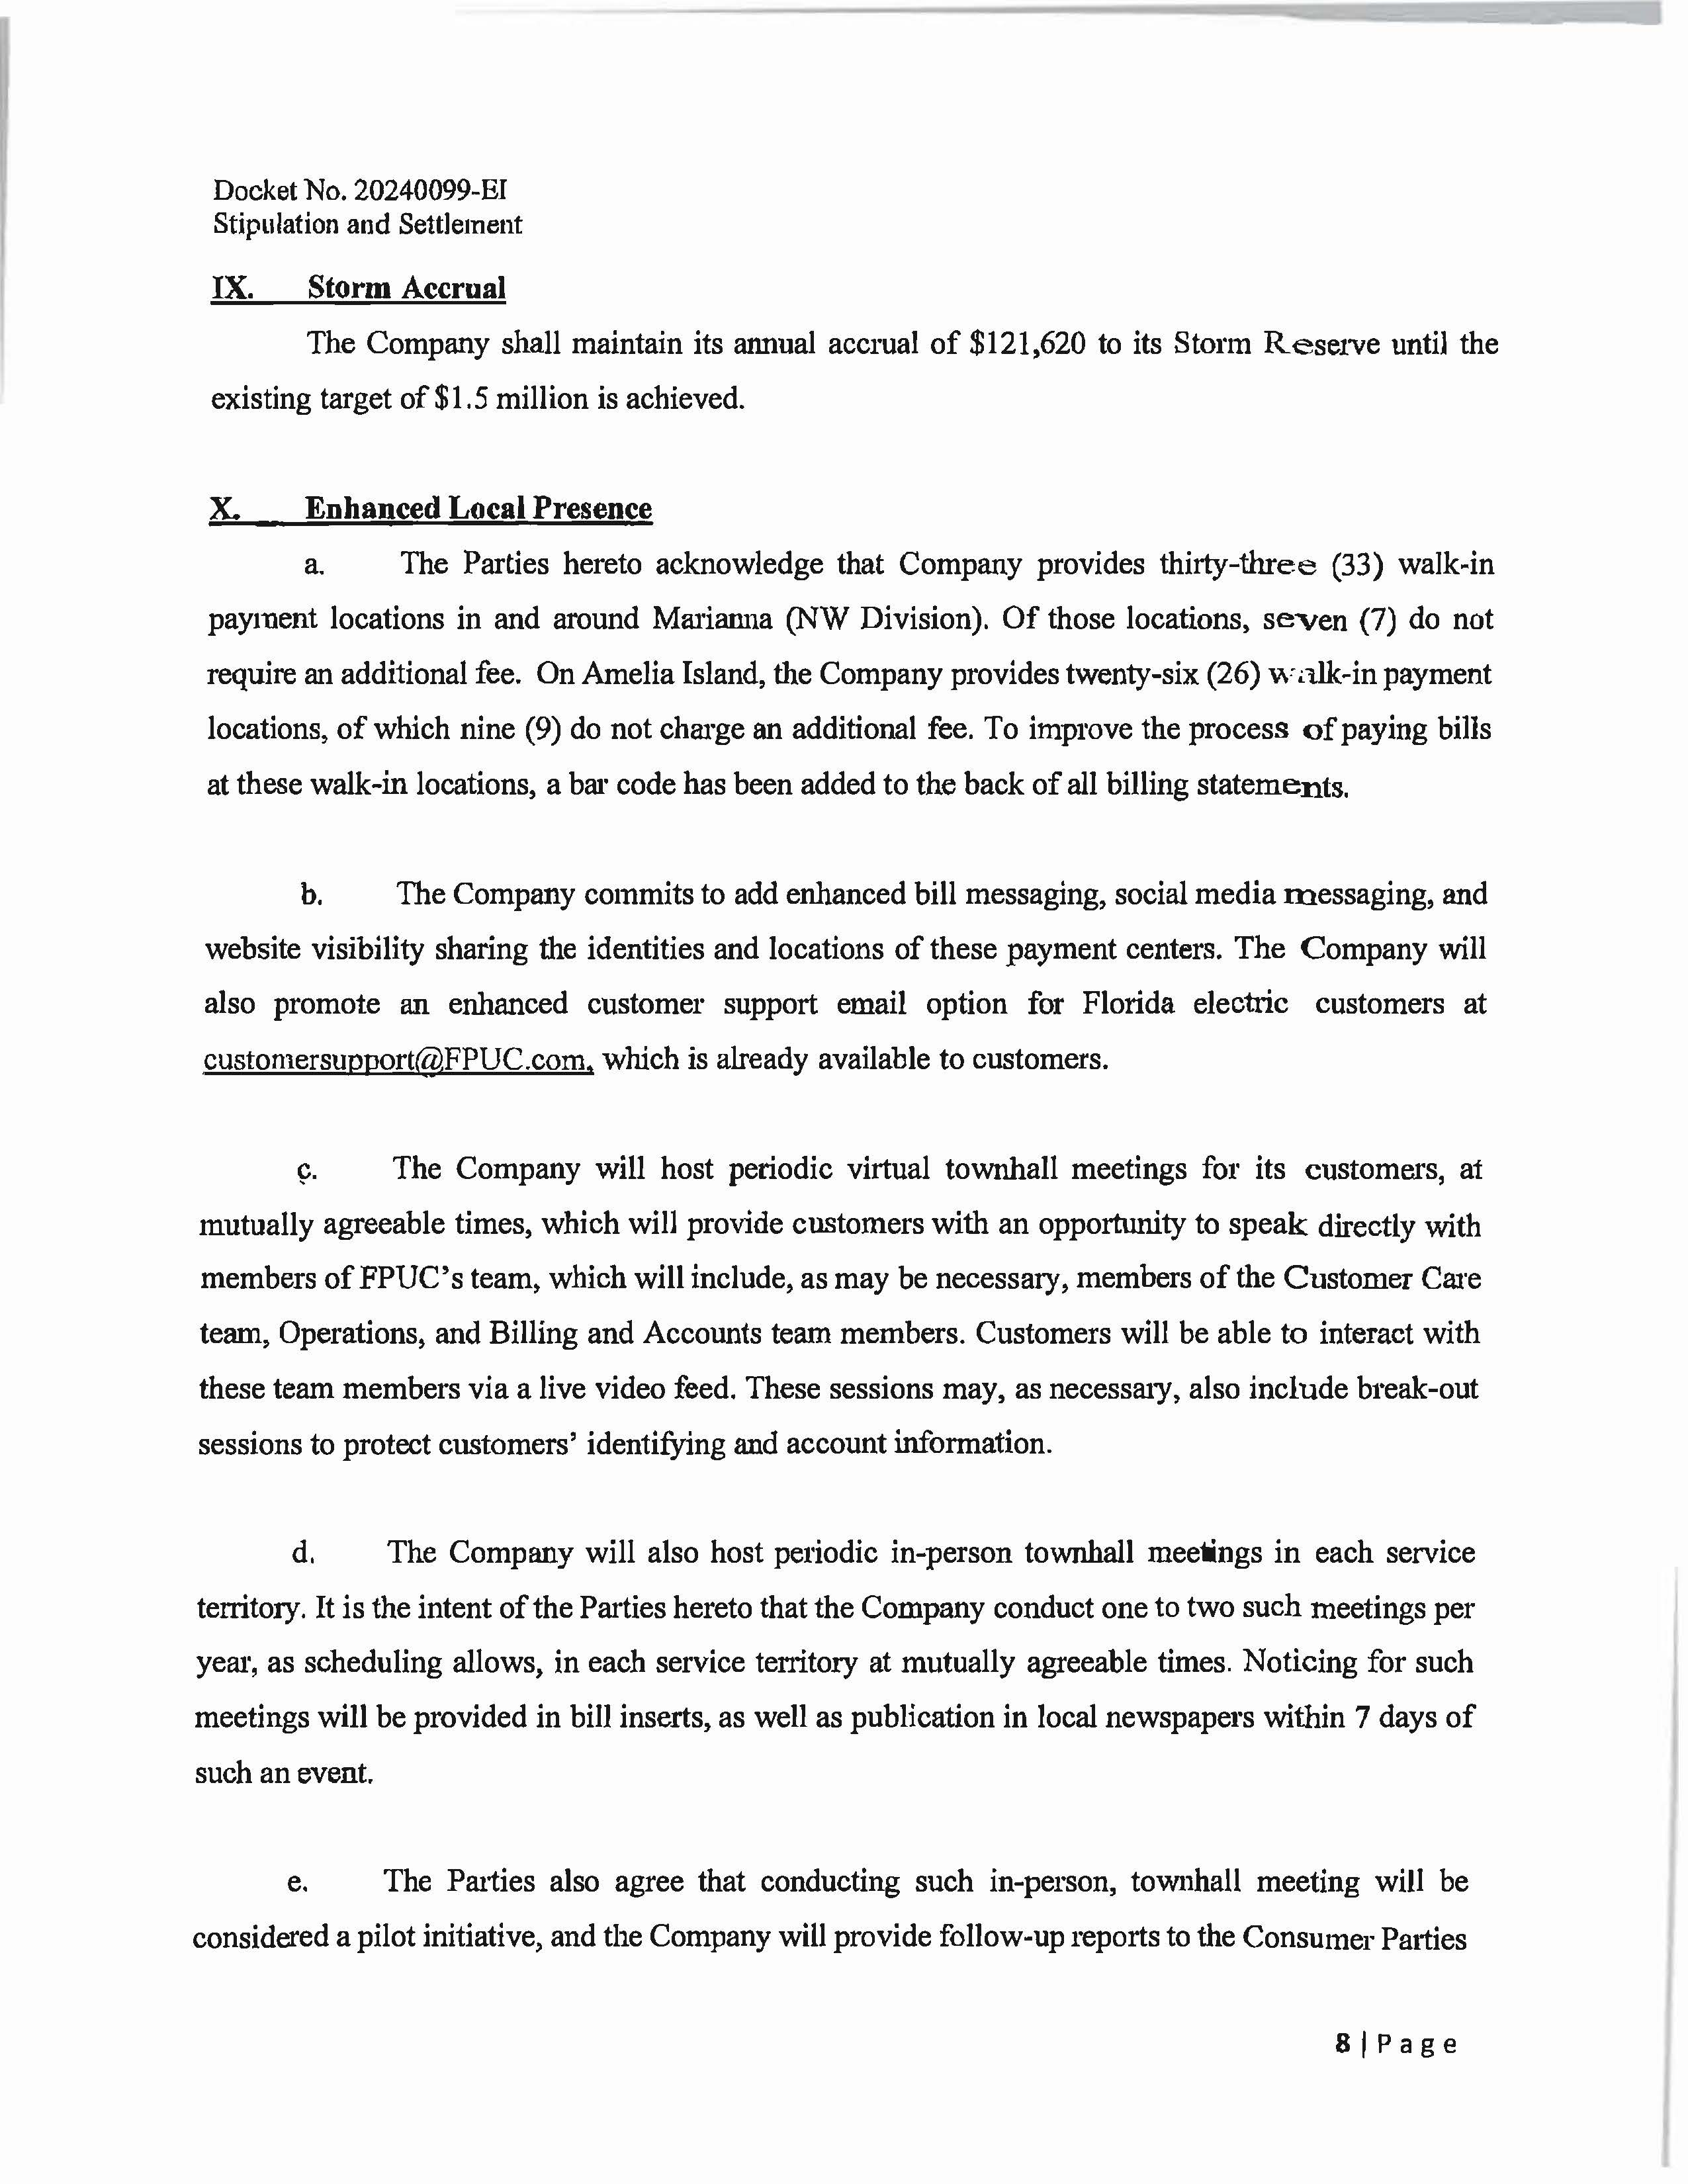 Docket No. 20240099-EI
Stipulation and Settlement
IX. Storm Accrual
The Company shall maintain its annual accrual of $121,620 to its Storm Reserve until the
existing target of $1.5 million is achieved.
X. Enhanced Local Presence
a. The Parties hereto acknowledge that Company provides thirty-three (33) walk-in
payment locations in and around Marianna (NW Division). Of those locations, seven (7) do not
require an additional fee. On Amelia Island, the Company provides twenty-six (26) walk-in payment
locations, of which nine (9) do not charge an additional fee. To improve the process of paying bills
at these walk-in locations, a bar code has been added to the back of all billing statements.
b. The Company commits to add enhanced bill messaging, social media messaging, and
website visibility sharing the identities and locations of these payment centers. The Company will
also promote an enhanced customer support email option for Florida electric customers at
customersupport@FPUC.com, which is already available to customers.
c. The Company will host periodic virtual townhall meetings for its customers, at
mutually agreeable times, which will provide customers with an opportunity to speak directly with
members of FPUC's team, which will include, as may be necessary, members of the Customer Care
team, Operations, and Billing and Accounts team members. Customers will be able to interact with
these team members via a live video feed. These sessions may, as necessary, also include break-out
sessions to protect customers' identifying and account information.
d. The Company will also host periodic in-person townhall meetings in each service
territory. It is the intent of the Parties hereto that the Company conduct one to two such meetings per
year, as scheduling allows, in each service territory at mutually agreeable times. Noticing for such
meetings will be provided in bill inserts, as well as publication in local newspapers within 7 days of
such an event.
e. The Parties also agree that conducting such in-person, townhall meeting will be
considered a pilot initiative, and the Company will provide follow-up reports to the Consumer Parties
8 | P a g e